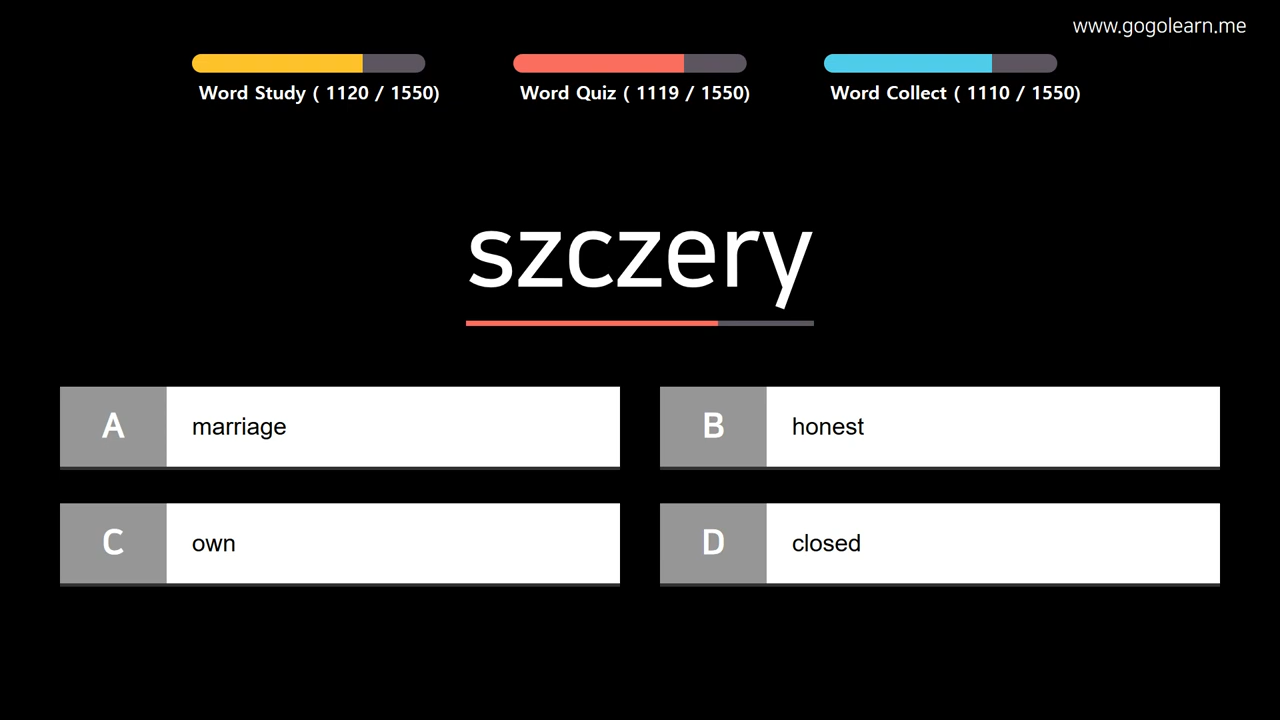 www.gogolearn.me
Word Study ( 1120 / 1550)
Word Quiz ( 1119 / 1550)
Word Collect ( 1110 / 1550)
szczery
A marriage
B honest
C own
D closed